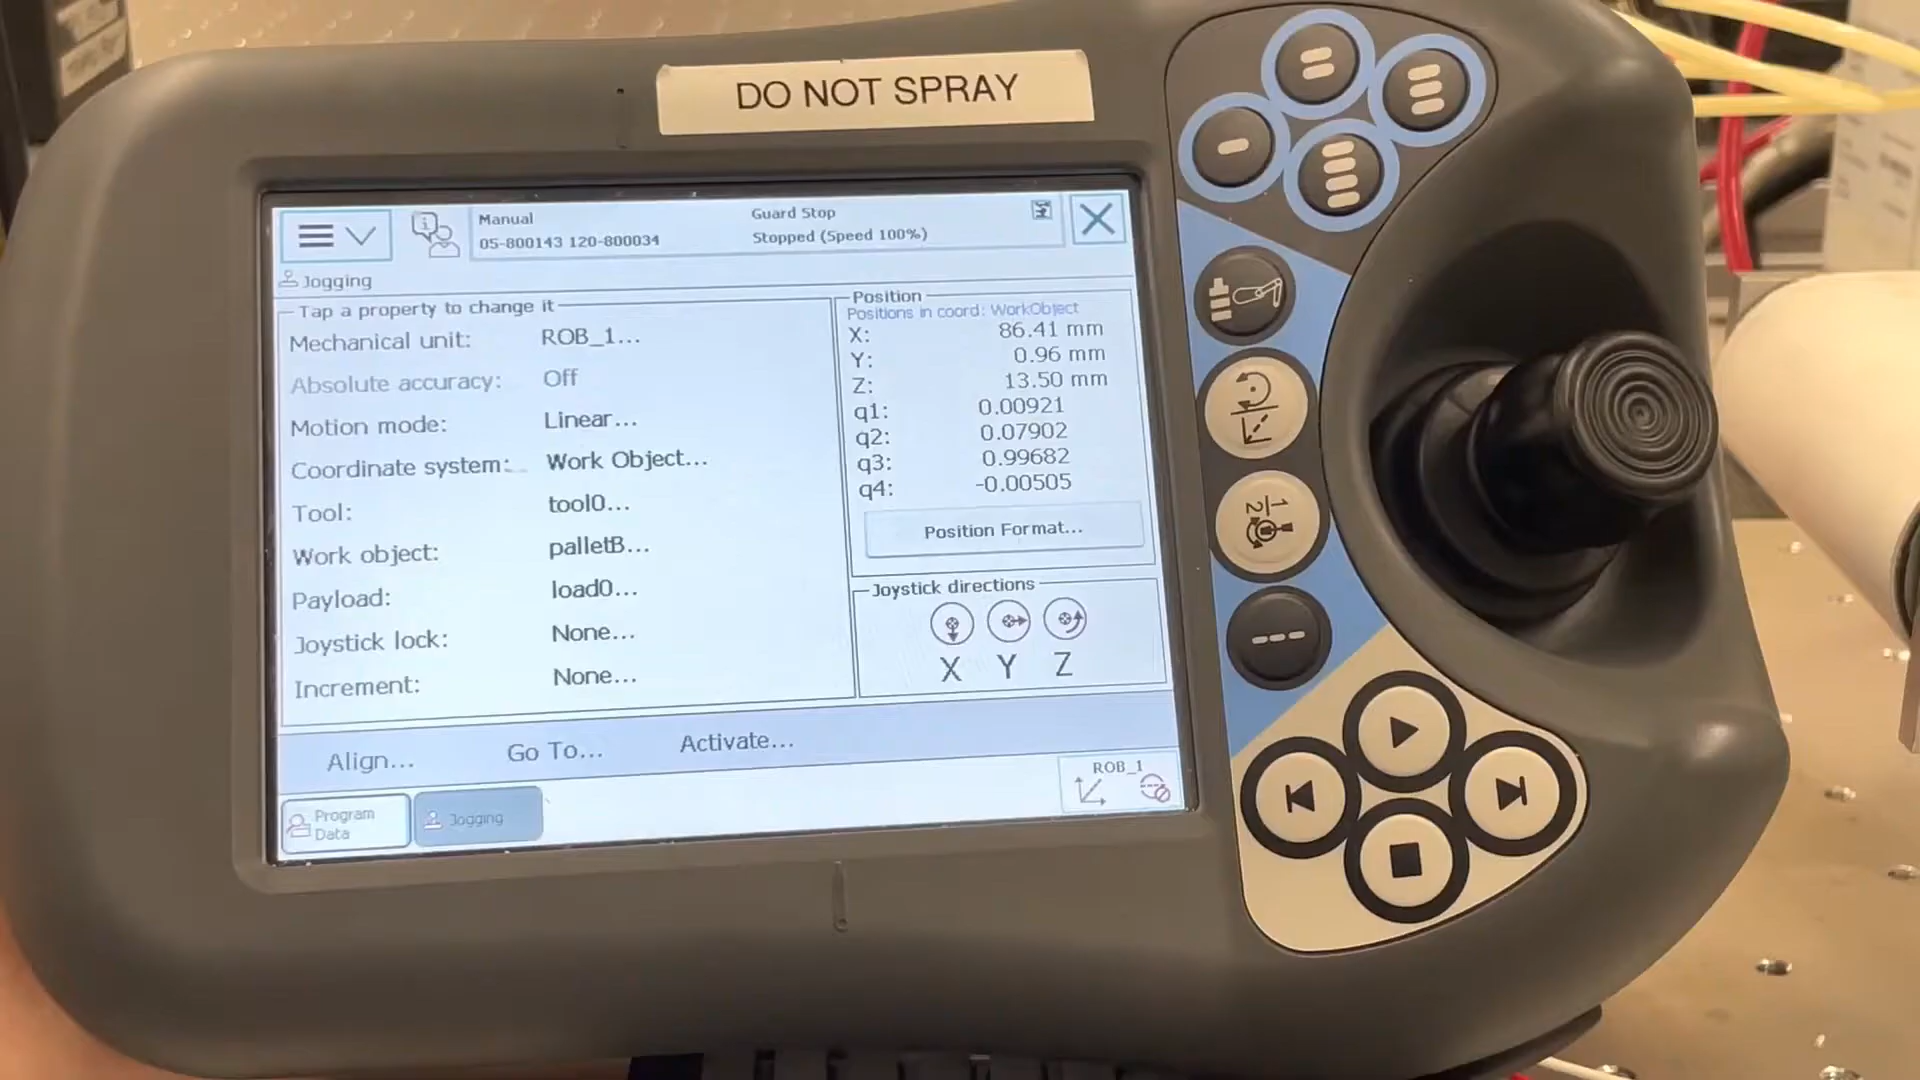 DO NOT SPRAY
Manual
05-800143 120-800034
Guard Stop
Stopped (Speed 100%)
Jogging
Tap a property to change it
Mechanical unit: ROB_1...
Absolute accuracy: Off
Motion mode: Linear...
Coordinate system: Work Object...
Tool: tool0...
Work object: palletB...
Payload: load0...
Joystick lock: None...
Increment: None...
Position
Positions in coord: WorkObject
X: 86.41 mm
Y: 0.96 mm
Z: 13.50 mm
q1: 0.00921
q2: 0.07902
q3: 0.99682
q4: -0.00505
Position Format...
Joystick directions
X Y Z
Align... Go To... Activate...
ROB_1
Program
Data
Jogging
1/2